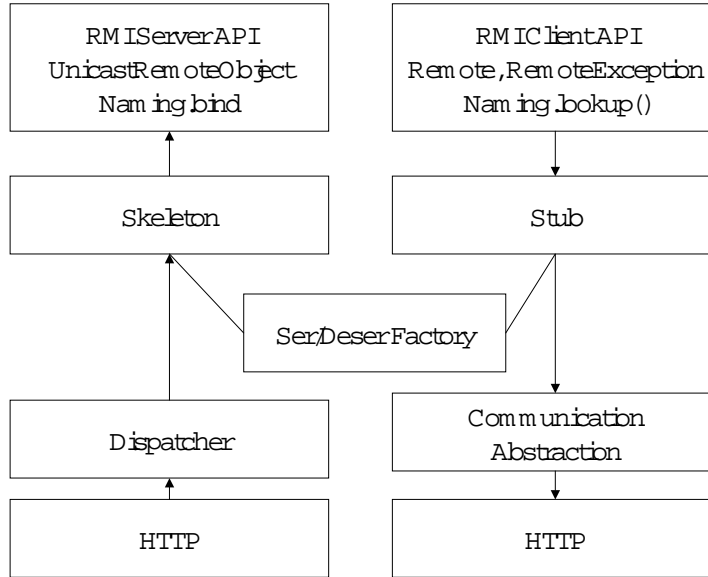 RMIServerAPI
UnicastRemoteObject
Naming.bind
RMIClientAPI
Remote,RemoteException
Naming.lookup()
Skeleton
Stub
Ser/DeserFactory
Dispatcher
Communication
Abstraction
HTTP
HTTP